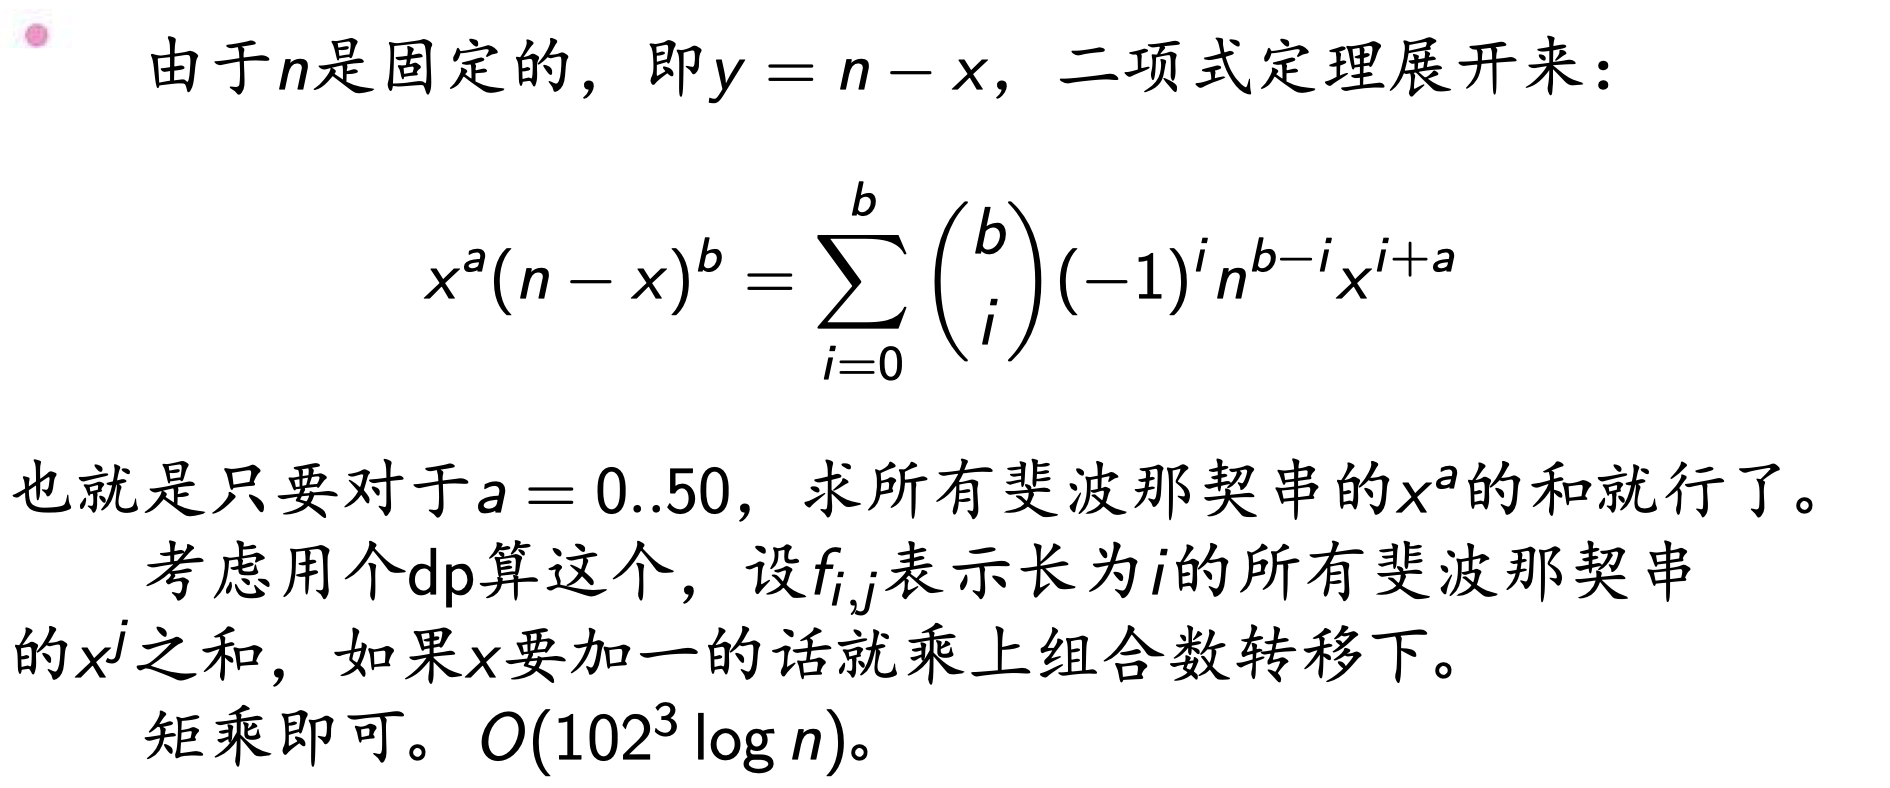 由于n是固定的，即y = n − x，二项式定理展开来：
x^a(n − x)^b = \sum_{i=0}^{b} \binom{b}{i} (−1)^i n^{b−i} x^{i+a}
也就是只要对于a = 0..50，求所有斐波那契串的x^a的和就行了。
考虑用个dp算这个，设f_{i,j}表示长为i的所有斐波那契串
的x^j之和，如果x要加一的话就乘上组合数转移下。
矩乘即可。O(102^3 log n)。